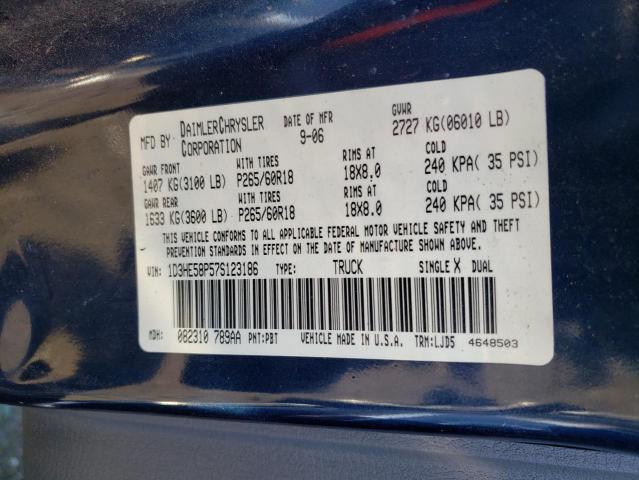 MFD BY: DAIMLERCHRYSLER CORPORATION DATE OF MFR 9-06 GVWR 2727 KG(06010 LB)
GAWR FRONT WITH TIRES RIMS AT COLD
1407 KG(3100 LB) P265/60R18 18X8.0 240 KPA( 35 PSI)
GAWR REAR WITH TIRES RIMS AT COLD
1633 KG(3600 LB) P265/60R18 18X8.0 240 KPA( 35 PSI)
THIS VEHICLE CONFORMS TO ALL APPLICABLE FEDERAL MOTOR VEHICLE SAFETY AND THEFT
PREVENTION STANDARDS IN EFFECT ON THE DATE OF MANUFACTURE SHOWN ABOVE.
VIN: 1D3HE58P57S123186 TYPE: TRUCK SINGLE X DUAL
MDH: 082310 789AA PNT:PBT VEHICLE MADE IN U.S.A. TRM:LJD5 4648503